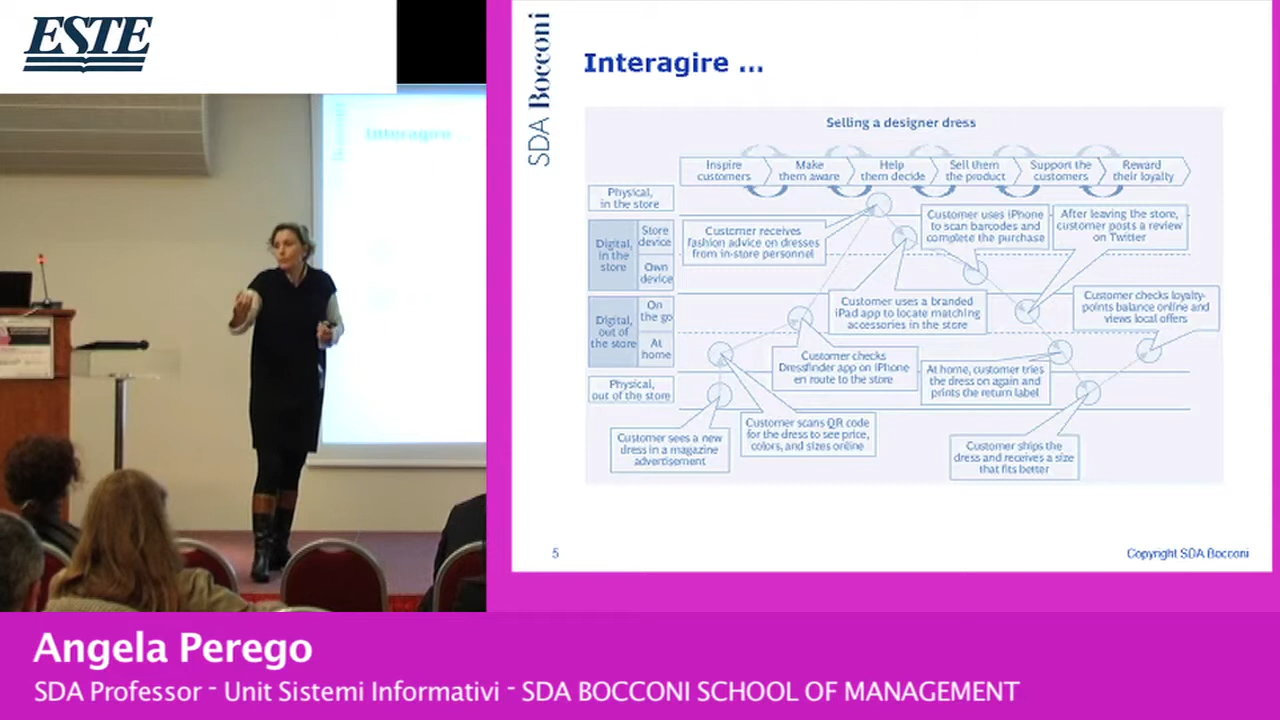 ESTE
Interagire ...
SDA Bocconi
Interagire ...
Selling a designer dress
Inspire
customers
Make
them aware
Help
them decide
Sell them
the product
Support the
customers
Reward
their loyalty
Physical,
in the store
Digital,
in the
store
Store
device
Own
device
Digital,
out of
the store
On
the go
At
home
Physical,
out of the store
Customer receives
fashion advice on dresses
from in-store personnel
Customer uses iPhone
to scan barcodes and
complete the purchase
After leaving the store,
customer posts a review
on Twitter
Customer uses a branded
iPad app to locate matching
accessories in the store
Customer checks loyalty-
points balance online and
views local offers
Customer checks
Dressfinder app on iPhone
en route to the store
At home, customer tries
the dress on again and
prints the return label
Customer sees a new
dress in a magazine
advertisement
Customer scans QR code
for the dress to see price,
colors, and sizes online
Customer ships the
dress and receives a size
that fits better
5
Copyright SDA Bocconi
Angela Perego
SDA Professor - Unit Sistemi Informativi - SDA BOCCONI SCHOOL OF MANAGEMENT